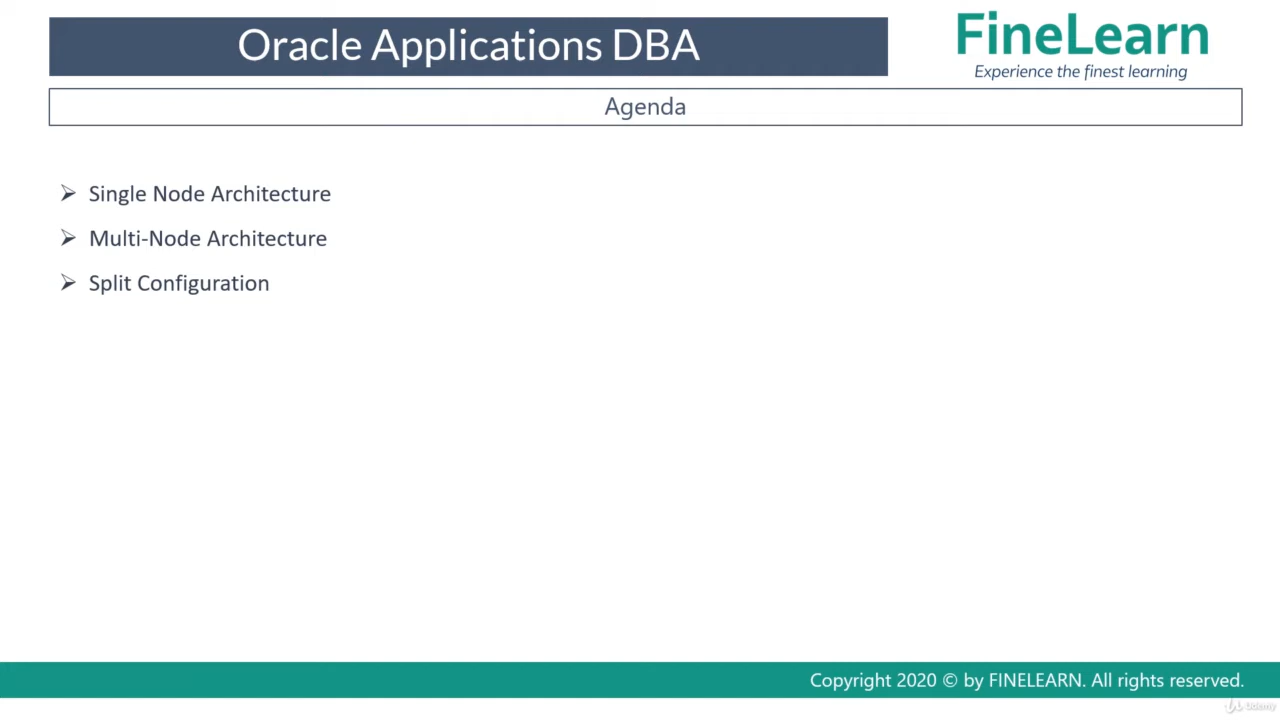 Oracle Applications DBA
FineLearn
Experience the finest learning
Agenda
➢ Single Node Architecture
➢ Multi-Node Architecture
➢ Split Configuration
Copyright 2020 © by FINELEARN. All rights reserved.
Udemy